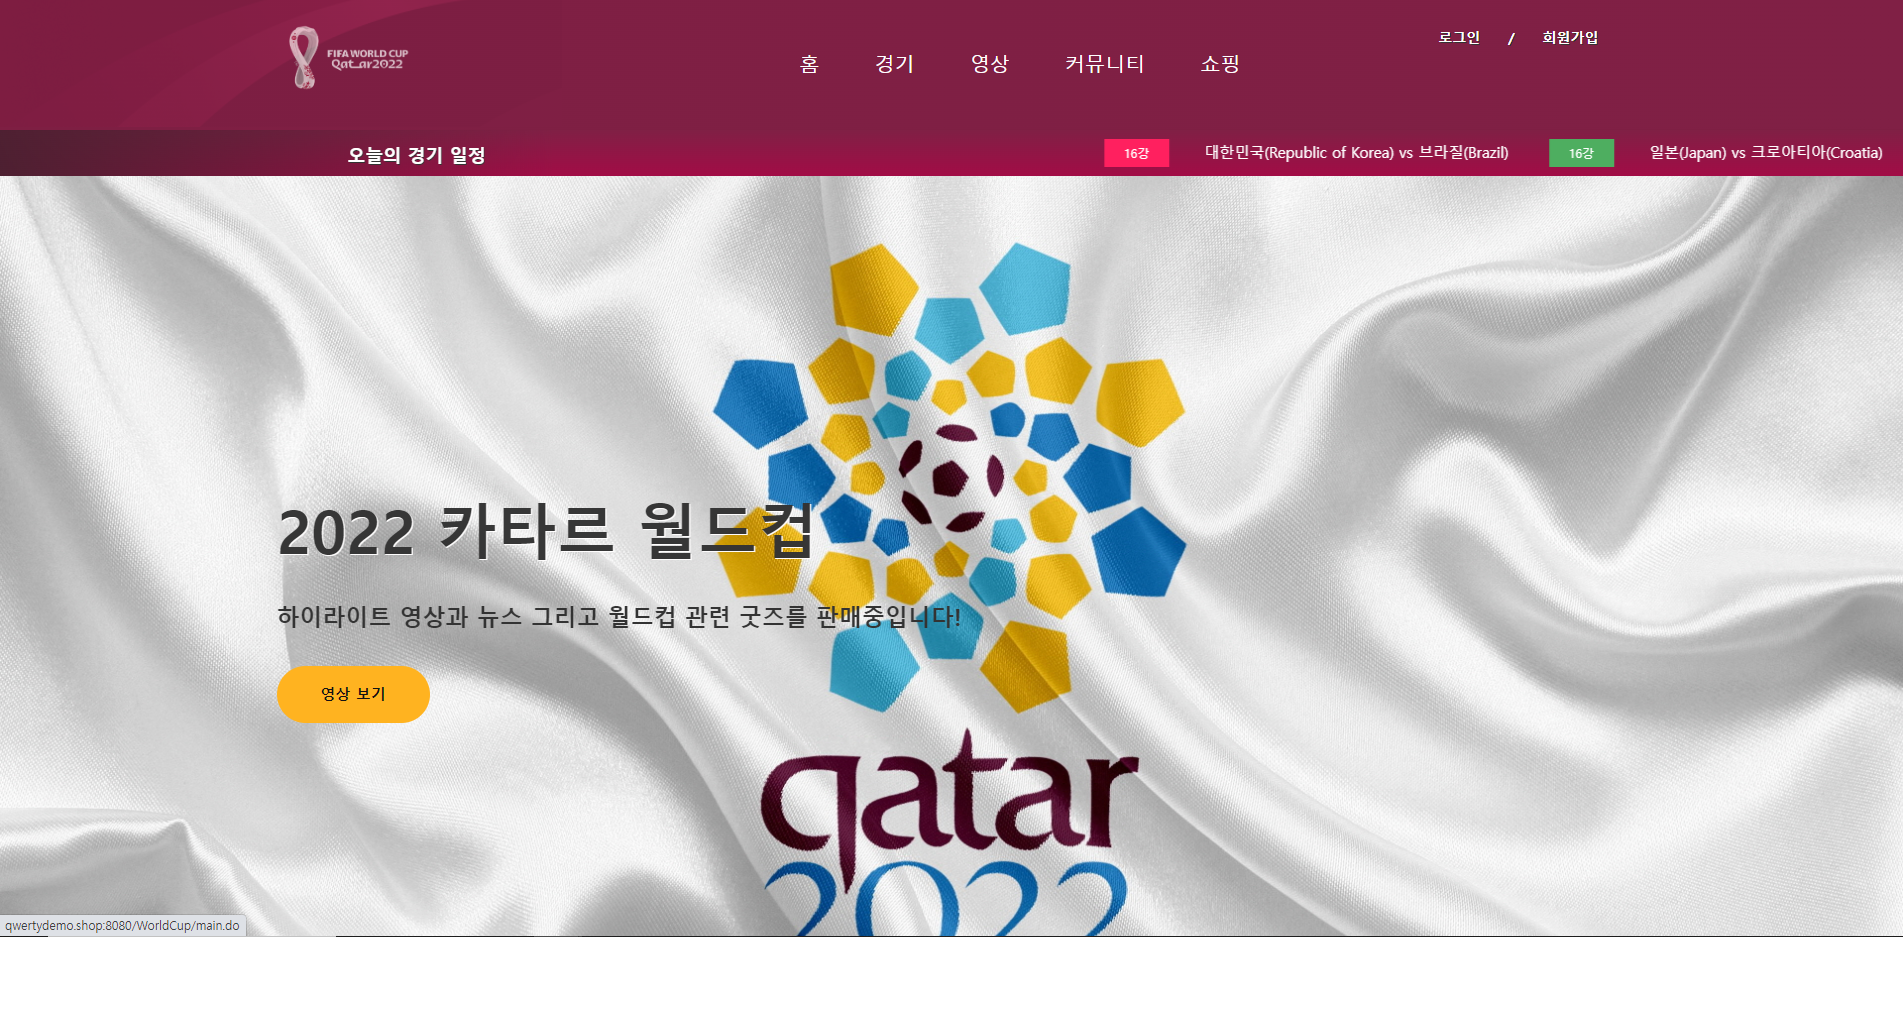 FIFA WORLD CUP
Qatar2022
홈 경기 영상 커뮤니티 쇼핑
로그인 / 회원가입
오늘의 경기 일정
16강 대한민국(Republic of Korea) vs 브라질(Brazil) 16강 일본(Japan) vs 크로아티아(Croatia)
2022 카타르 월드컵
하이라이트 영상과 뉴스 그리고 월드컵 관련 굿즈를 판매중입니다!
영상 보기
qatar
2022
qwertydemo.shop:8080/WorldCup/main.do